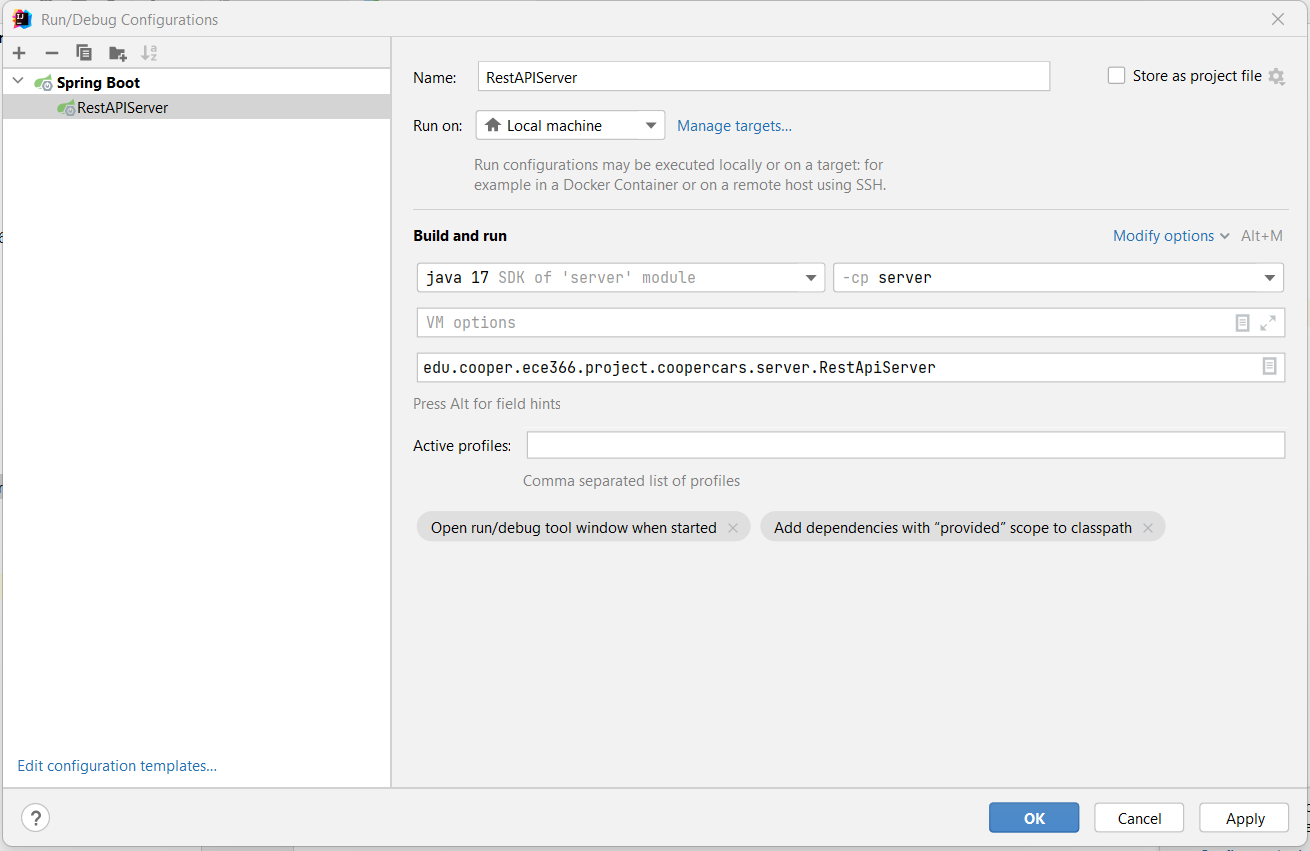 Run/Debug Configurations
Spring Boot
RestAPIServer
Edit configuration templates...
Name: RestAPIServer Store as project file
Run on: Local machine Manage targets...
Run configurations may be executed locally or on a target: for
example in a Docker Container or on a remote host using SSH.
Build and run Modify options Alt+M
java 17 SDK of 'server' module -cp server
VM options
edu.cooper.ece366.project.coopercars.server.RestApiServer
Press Alt for field hints
Active profiles:
Comma separated list of profiles
Open run/debug tool window when started Add dependencies with “provided” scope to classpath
? OK Cancel Apply